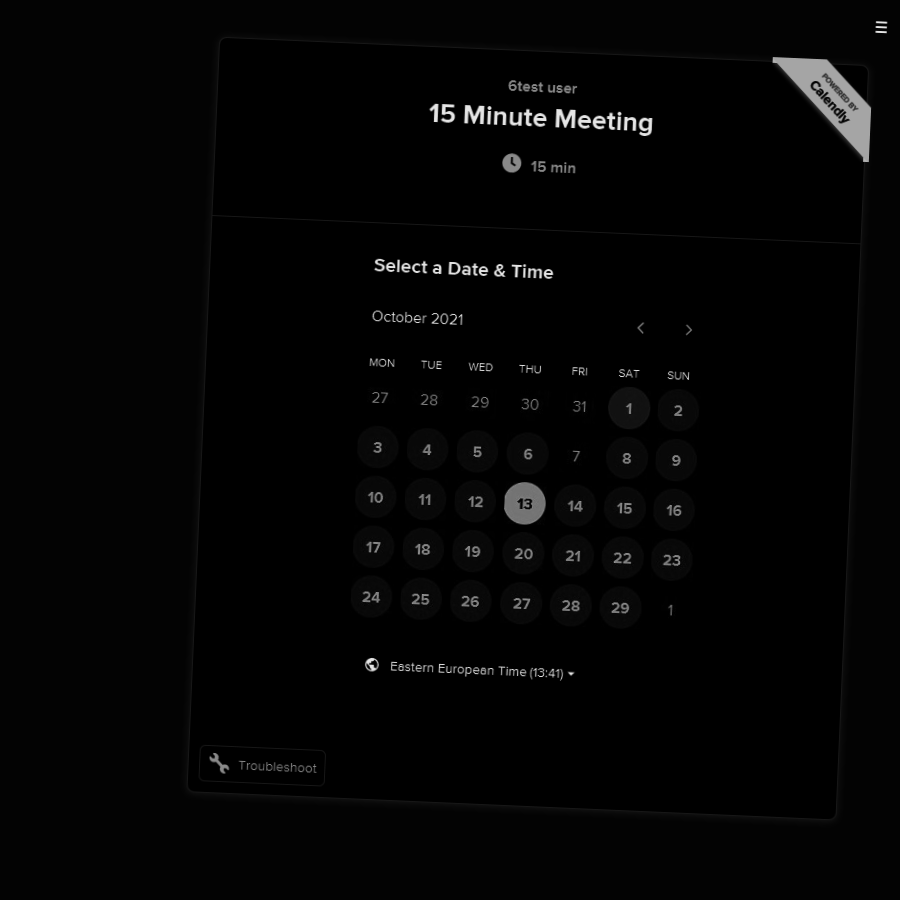 POWERED BY
Calendly
6test user
15 Minute Meeting
15 min
Select a Date & Time
October 2021
MON TUE WED THU FRI SAT SUN
27 28 29 30 31 1 2
3 4 5 6 7 8 9
10 11 12 13 14 15 16
17 18 19 20 21 22 23
24 25 26 27 28 29 1
Eastern European Time (13:41)
Troubleshoot